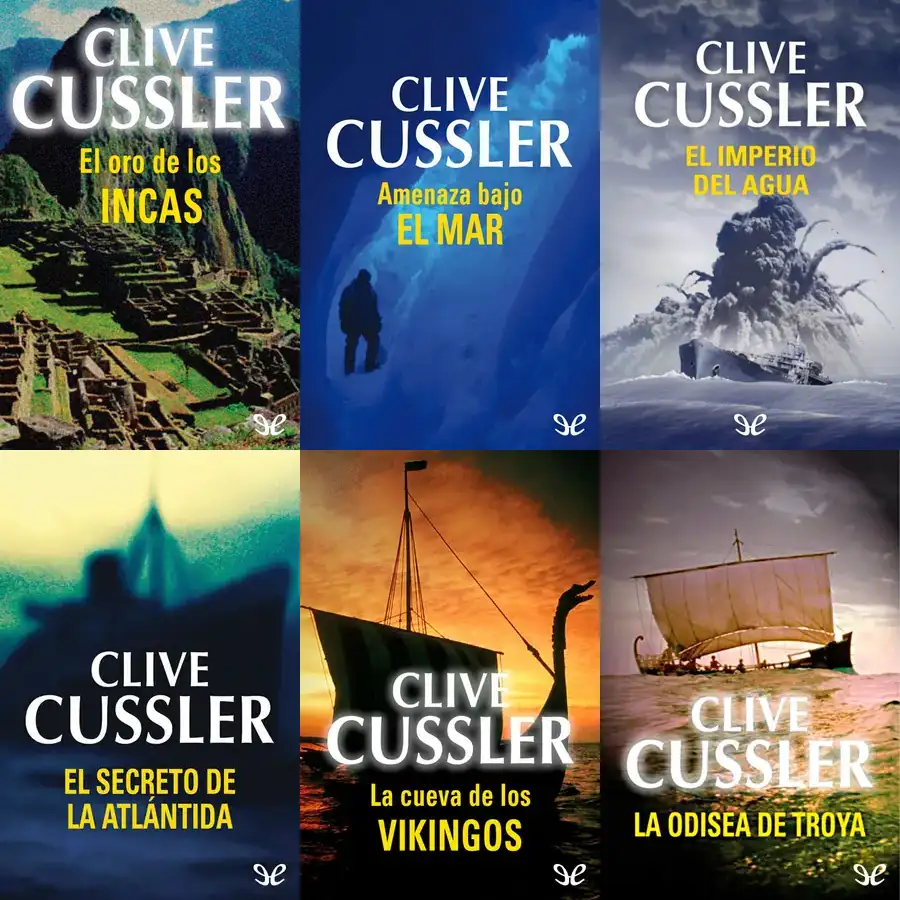 CLIVE
CUSSLER
El oro de los
INCAS
CLIVE
CUSSLER
Amenaza bajo
EL MAR
CLIVE
CUSSLER
EL IMPERIO
DEL AGUA
CLIVE
CUSSLER
EL SECRETO DE
LA ATLÁNTIDA
CLIVE
CUSSLER
La cueva de los
VIKINGOS
CLIVE
CUSSLER
LA ODISEA DE TROYA